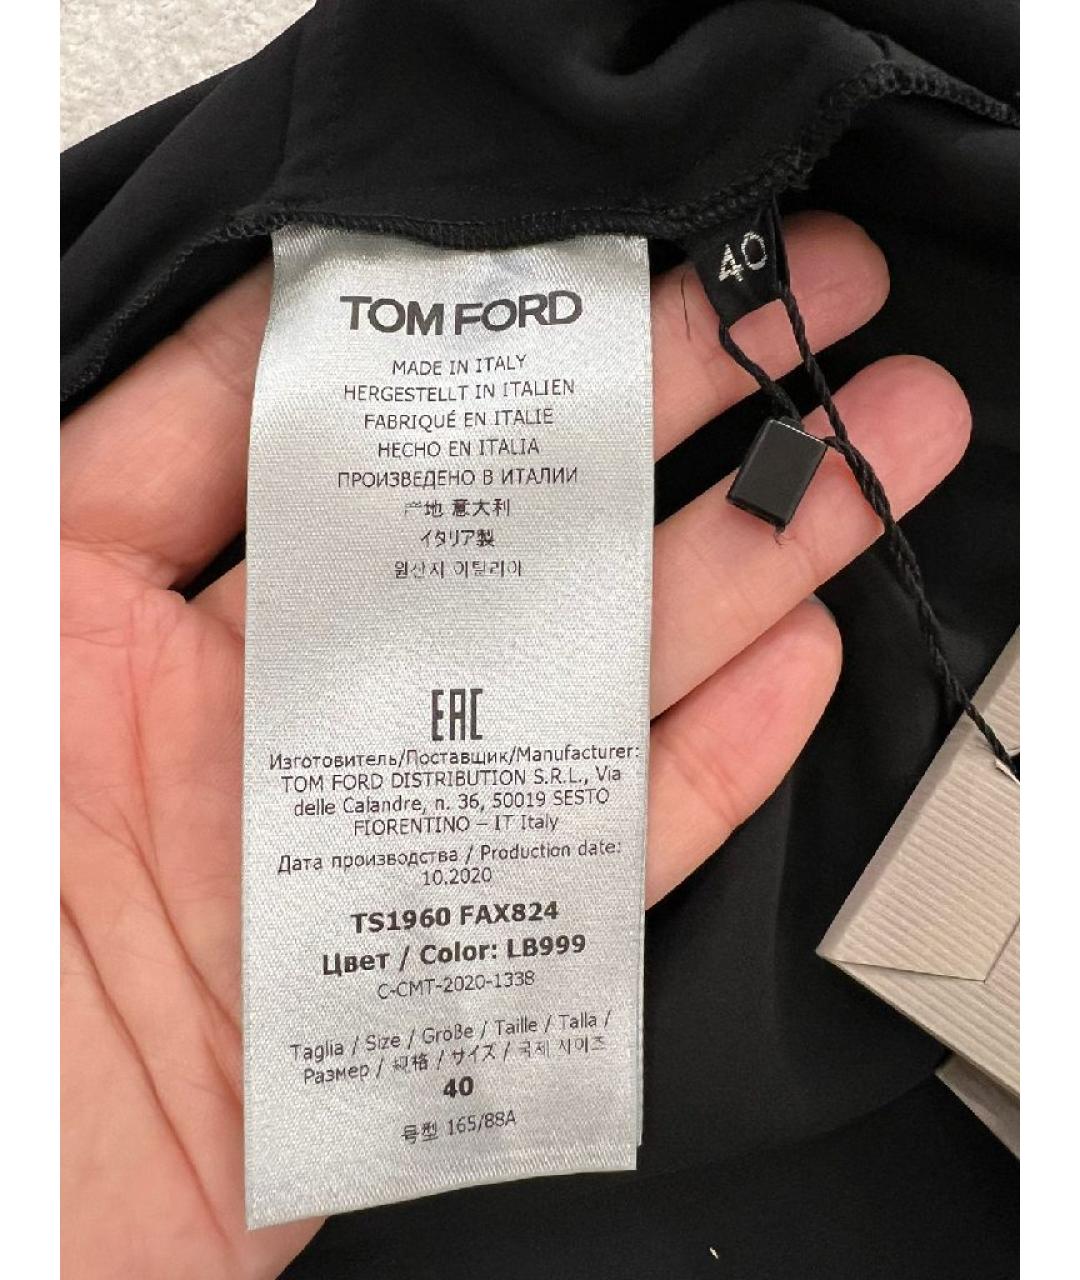 40
TOM FORD
MADE IN ITALY
HERGESTELLT IN ITALIEN
FABRIQUÉ EN ITALIE
HECHO EN ITALIA
ПРОИЗВЕДЕНО В ИТАЛИИ
产地 意大利
イタリア製
원산지 이탈리아
EAC
Изготовитель/Поставщик/Manufacturer:
TOM FORD DISTRIBUTION S.R.L., Via
delle Calandre, n. 36, 50019 SESTO
FIORENTINO – IT Italy
Дата производства / Production date:
10.2020
TS1960 FAX824
Цвет / Color: LB999
C-CMT-2020-1338
Taglia / Size / Größe / Taille / Talla /
Размер / 规格 / サイズ / 국제 사이즈
40
号型 165/88A